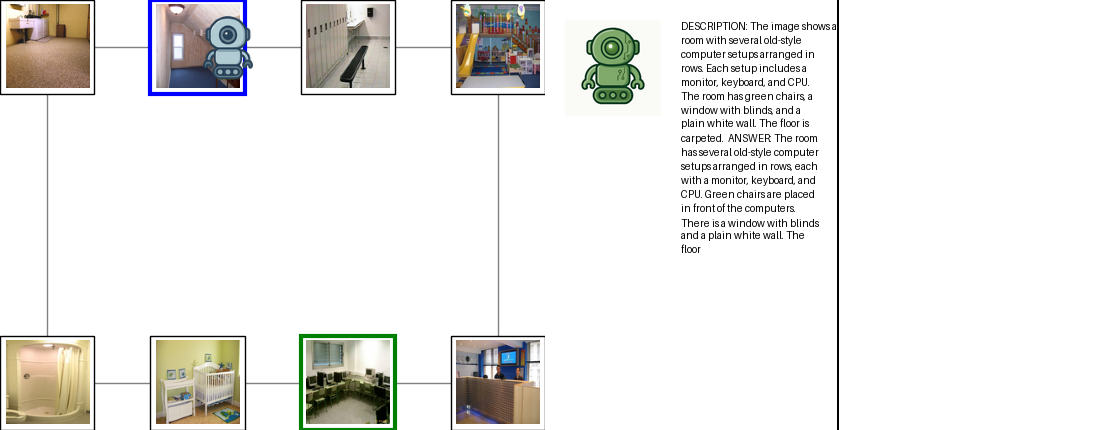 DESCRIPTION: The image shows a
room with several old-style
computer setups arranged in
rows. Each setup includes a
monitor, keyboard, and CPU.
The room has green chairs, a
window with blinds, and a
plain white wall. The floor is
carpeted.  ANSWER: The room
has several old-style computer
setups arranged in rows, each
with a monitor, keyboard, and
CPU. Green chairs are placed
in front of the computers.
There is a window with blinds
and a plain white wall. The
floor